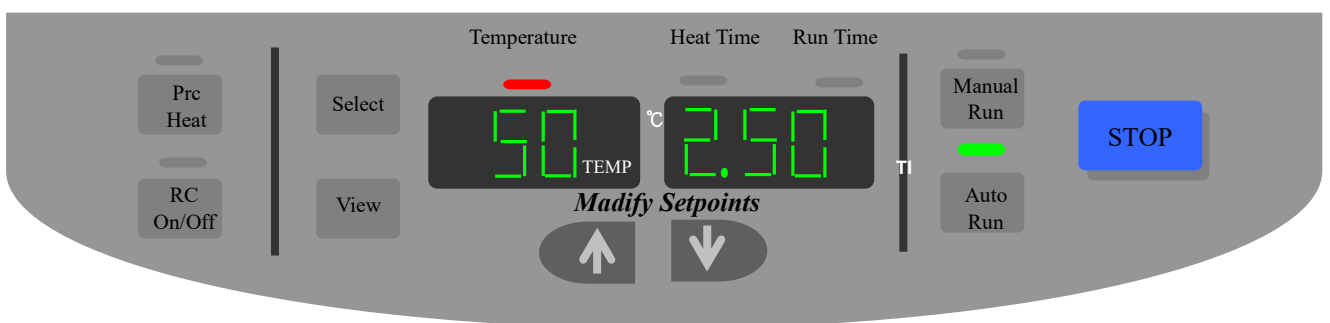 Temperature
Heat Time
Run Time
Prc
Heat
Select
50
TEMP
℃
2.50
TI
Manual
Run
STOP
RC
On/Off
View
Madify Setpoints
Auto
Run